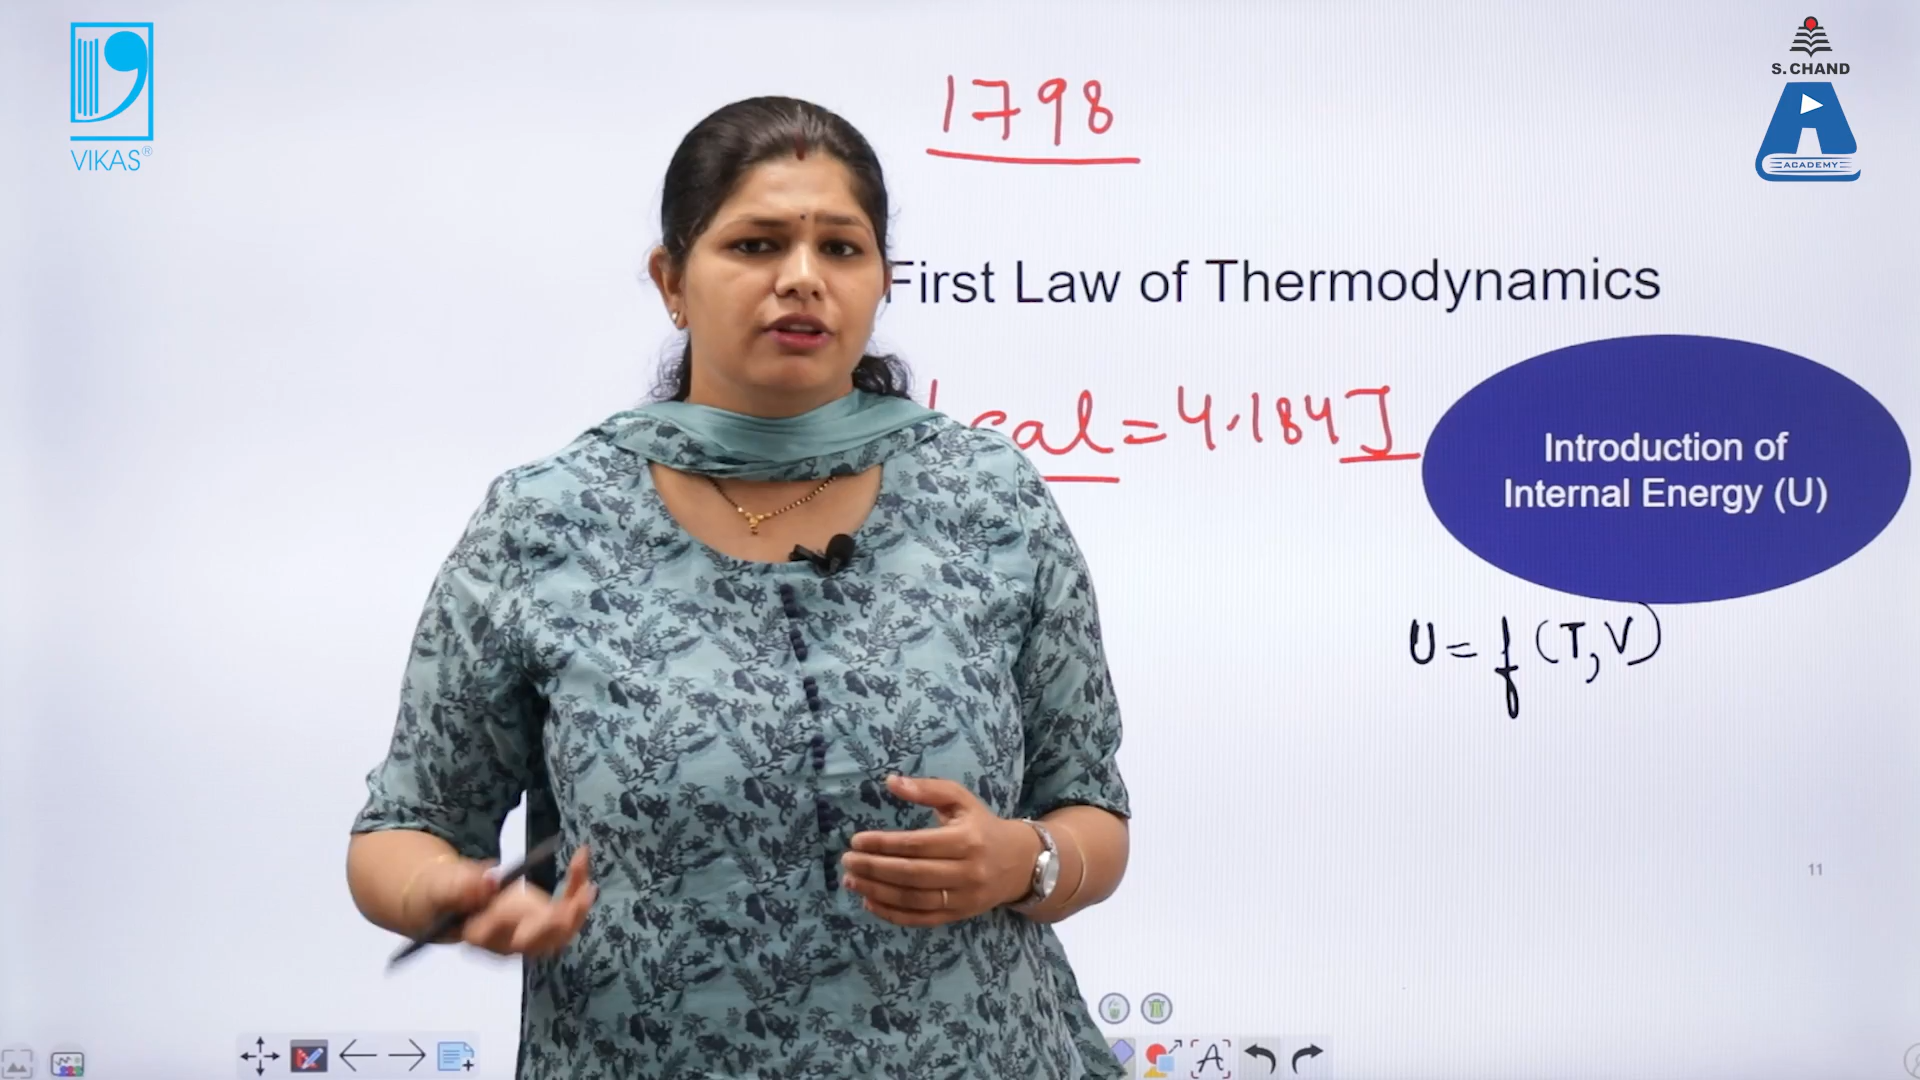 VIKAS®
S. CHAND
ACADEMY
1798
First Law of Thermodynamics
cal = 4.184 J
Introduction of
Internal Energy (U)
U = f (T, V)
11